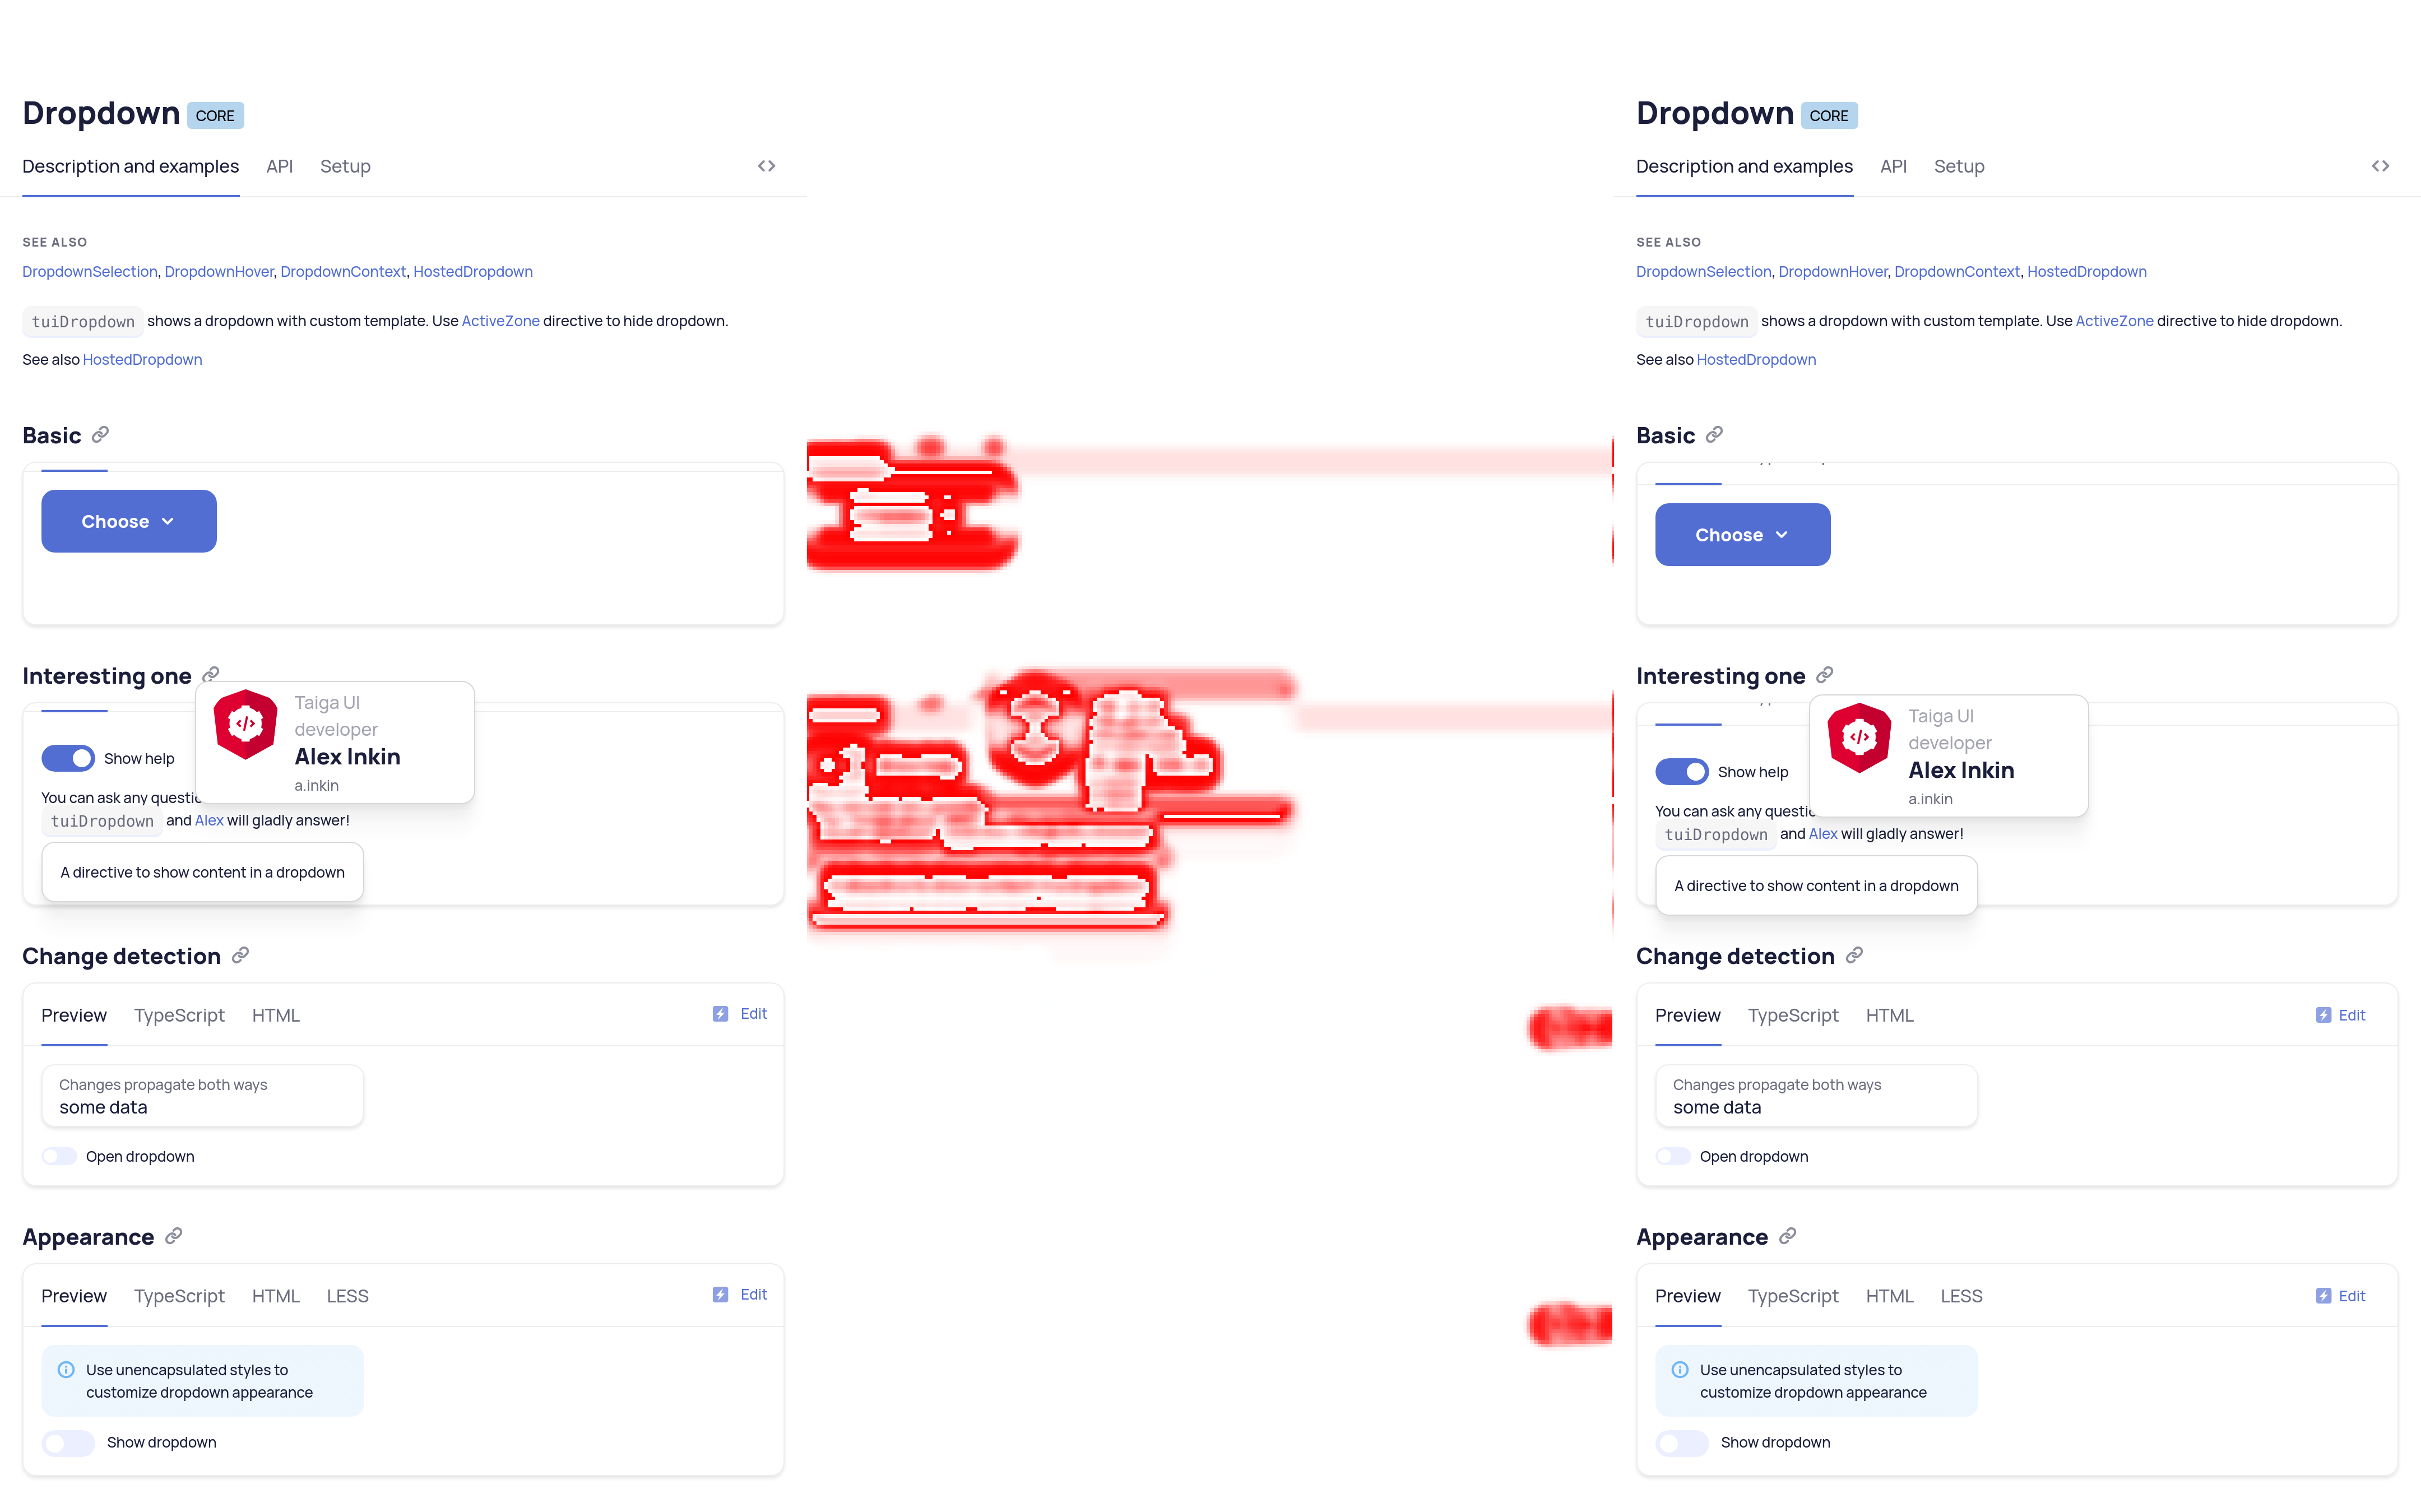 Dropdown CORE
Description and examples API Setup
SEE ALSO
DropdownSelection, DropdownHover, DropdownContext, HostedDropdown
tuiDropdown shows a dropdown with custom template. Use ActiveZone directive to hide dropdown.
See also HostedDropdown
Basic
Choose
Interesting one
Taiga UI
developer
Alex Inkin
a.inkin
Show help
You can ask any questio
tuiDropdown and Alex will gladly answer!
A directive to show content in a dropdown
Change detection
Preview TypeScript HTML Edit
Changes propagate both ways
some data
Open dropdown
Appearance
Preview TypeScript HTML LESS Edit
Use unencapsulated styles to
customize dropdown appearance
Show dropdown
Dropdown CORE
Description and examples API Setup
SEE ALSO
DropdownSelection, DropdownHover, DropdownContext, HostedDropdown
tuiDropdown shows a dropdown with custom template. Use ActiveZone directive to hide dropdown.
See also HostedDropdown
Basic
Choose
Interesting one
Taiga UI
developer
Alex Inkin
a.inkin
Show help
You can ask any questio
tuiDropdown and Alex will gladly answer!
A directive to show content in a dropdown
Change detection
Preview TypeScript HTML Edit
Changes propagate both ways
some data
Open dropdown
Appearance
Preview TypeScript HTML LESS Edit
Use unencapsulated styles to
customize dropdown appearance
Show dropdown